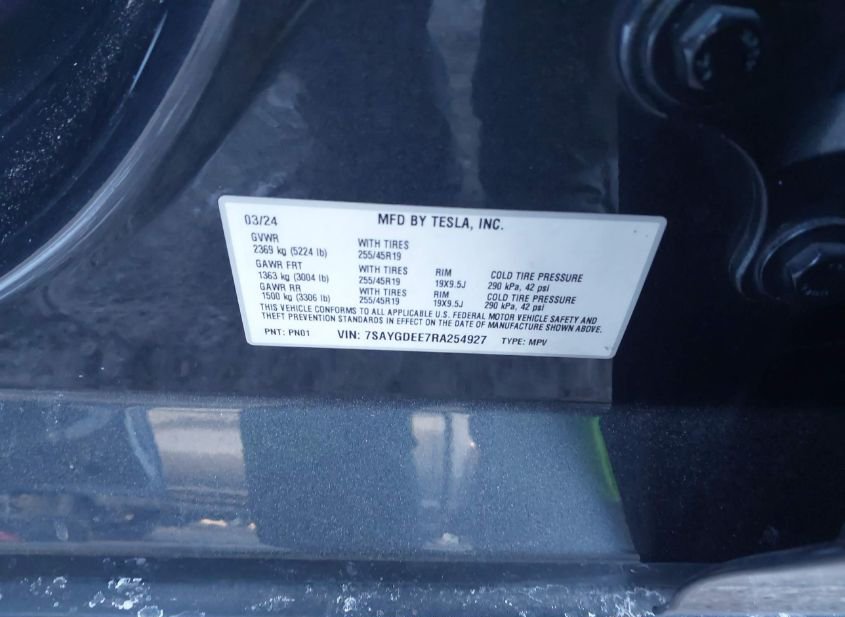 03/24 MFD BY TESLA, INC.
GVWR
2369 kg (5224 lb) WITH TIRES 255/45R19
GAWR FRT
1363 kg (3004 lb) WITH TIRES 255/45R19 RIM 19X9.5J COLD TIRE PRESSURE 290 kPa, 42 psi
GAWR RR
1500 kg (3306 lb) WITH TIRES 255/45R19 RIM 19X9.5J COLD TIRE PRESSURE 290 kPa, 42 psi
THIS VEHICLE CONFORMS TO ALL APPLICABLE U.S. FEDERAL MOTOR VEHICLE SAFETY AND
THEFT PREVENTION STANDARDS IN EFFECT ON THE DATE OF MANUFACTURE SHOWN ABOVE.
PNT: PN01 VIN: 7SAYGDEE7RA254927 TYPE: MPV